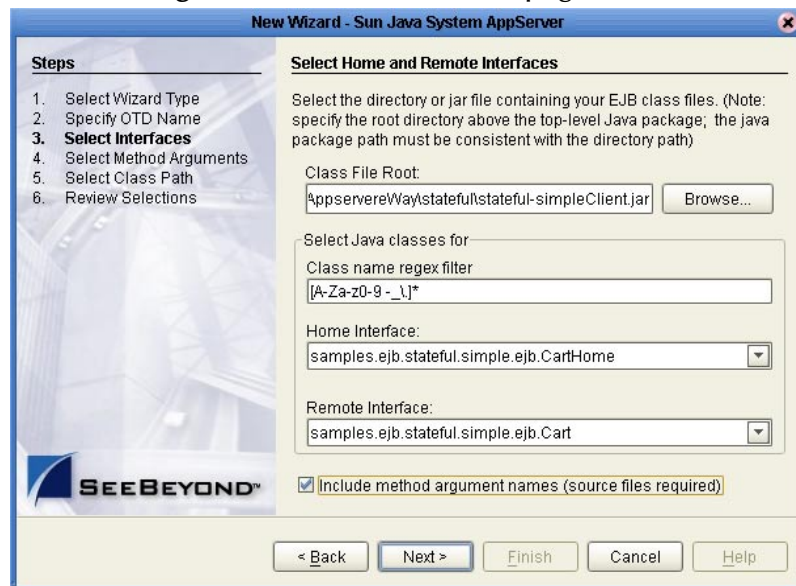 New Wizard - Sun Java System AppServer
Steps
1. Select Wizard Type
2. Specify OTD Name
3. Select Interfaces
4. Select Method Arguments
5. Select Class Path
6. Review Selections
SEEBEYOND™
Select Home and Remote Interfaces
Select the directory or jar file containing your EJB class files. (Note:
specify the root directory above the top-level Java package; the java
package path must be consistent with the directory path)
Class File Root:
AppservereWay\stateful\stateful-simpleClient.jar
Browse...
Select Java classes for
Class name regex filter
[A-Za-z0-9 -_\.]*
Home Interface:
samples.ejb.stateful.simple.ejb.CartHome
Remote Interface:
samples.ejb.stateful.simple.ejb.Cart
Include method argument names (source files required)
< Back
Next >
Finish
Cancel
Help